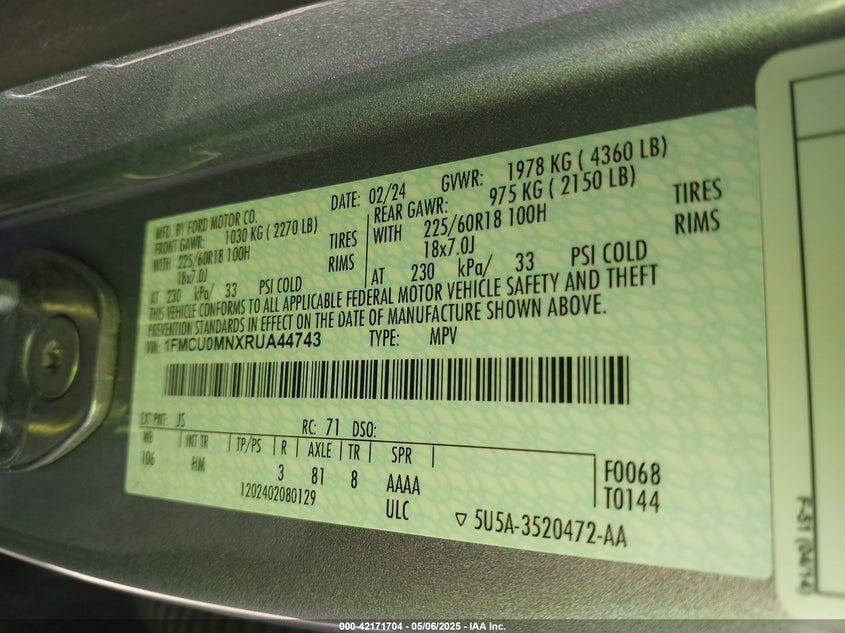 MFD. BY FORD MOTOR CO.
DATE: 02/24 GVWR: 1978 KG ( 4360 LB)
FRONT GAWR: 1030 KG ( 2270 LB)
REAR GAWR: 975 KG ( 2150 LB)
WITH 225/60R18 100H TIRES
WITH 225/60R18 100H TIRES
18x7.0J RIMS
18x7.0J RIMS
AT 230 kPa/ 33 PSI COLD
AT 230 kPa/ 33 PSI COLD
THIS VEHICLE CONFORMS TO ALL APPLICABLE FEDERAL MOTOR VEHICLE SAFETY AND THEFT
PREVENTION STANDARDS IN EFFECT ON THE DATE OF MANUFACTURE SHOWN ABOVE.
VIN: 1FMCU0MNXRUA44743 TYPE: MPV
EXT PNT: JS RC: 71 DSO:
WB INT TR TP/PS R AXLE TR SPR
106 HM 3 81 8 AAAA
F0068
T0144
1202402080129 ULC
5U5A-3520472-AA
F-S1 (04/14)
000-42171704 - 05/06/2025 - IAA Inc.